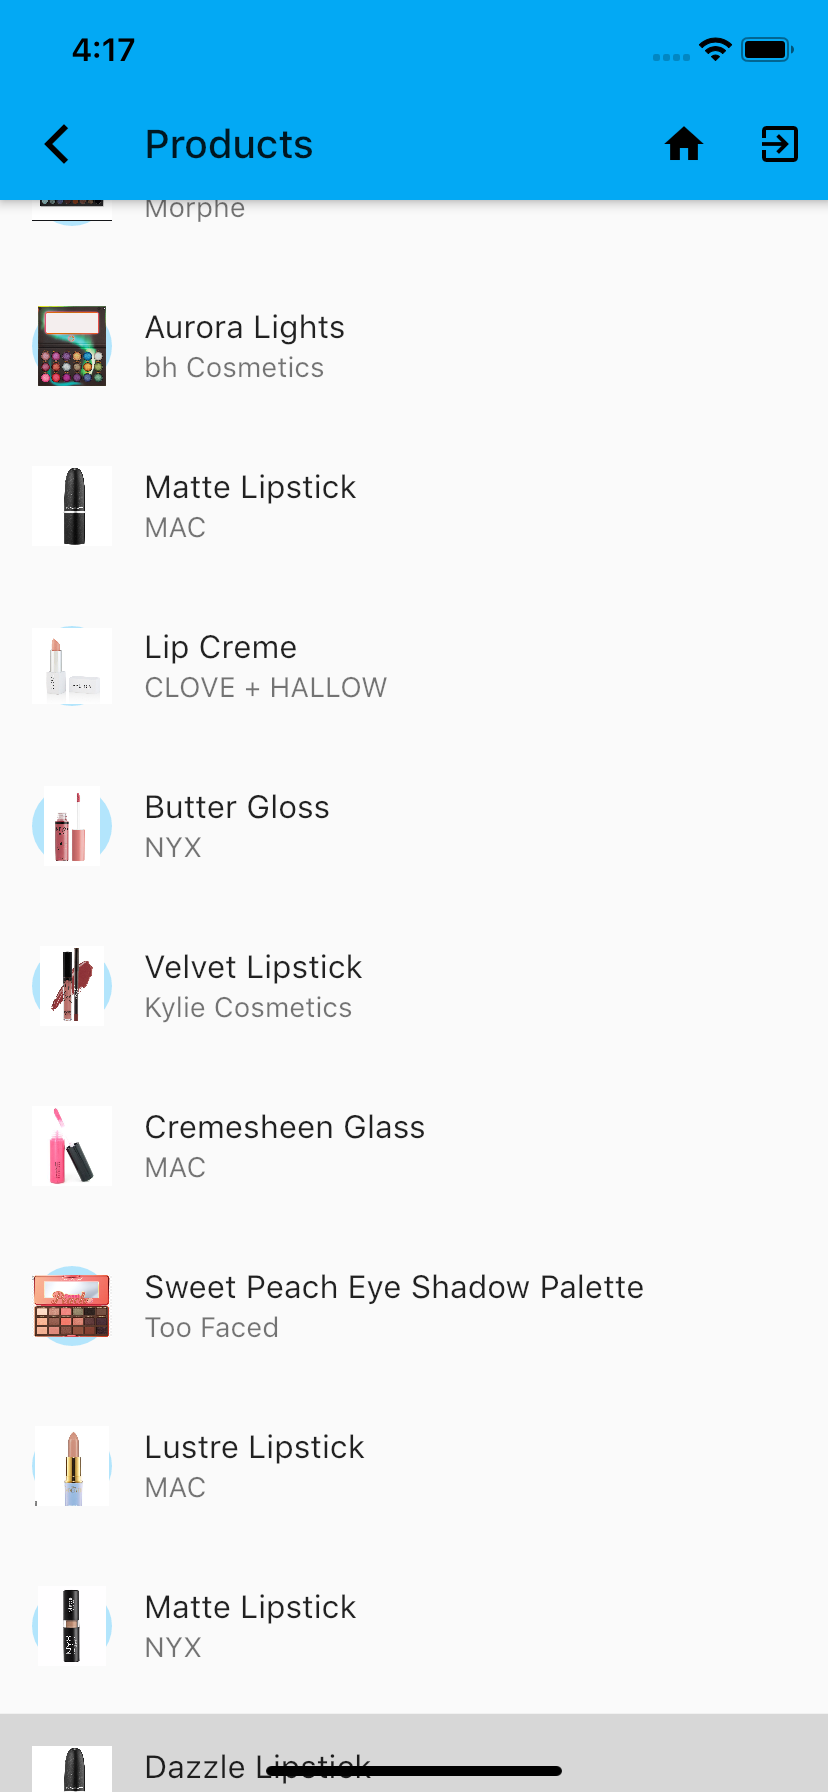 4:17
Products
Morphe
Aurora Lights
bh Cosmetics
Matte Lipstick
MAC
Lip Creme
CLOVE + HALLOW
Butter Gloss
NYX
Velvet Lipstick
Kylie Cosmetics
Cremesheen Glass
MAC
Sweet Peach Eye Shadow Palette
Too Faced
Lustre Lipstick
MAC
Matte Lipstick
NYX
Dazzle Lipstick